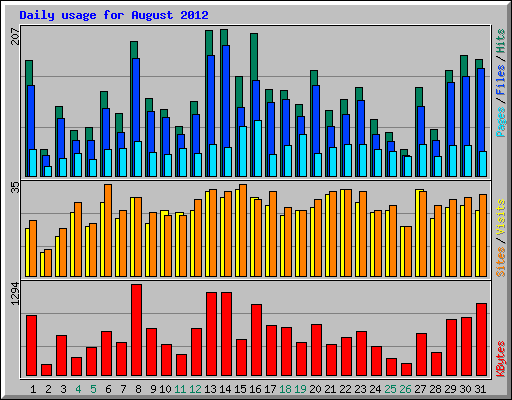 Daily usage for August 2012
207
35
1294
Pages / Files / Hits
Sites / Visits
KBytes
1 2 3 4 5 6 7 8 9 10 11 12 13 14 15 16 17 18 19 20 21 22 23 24 25 26 27 28 29 30 31